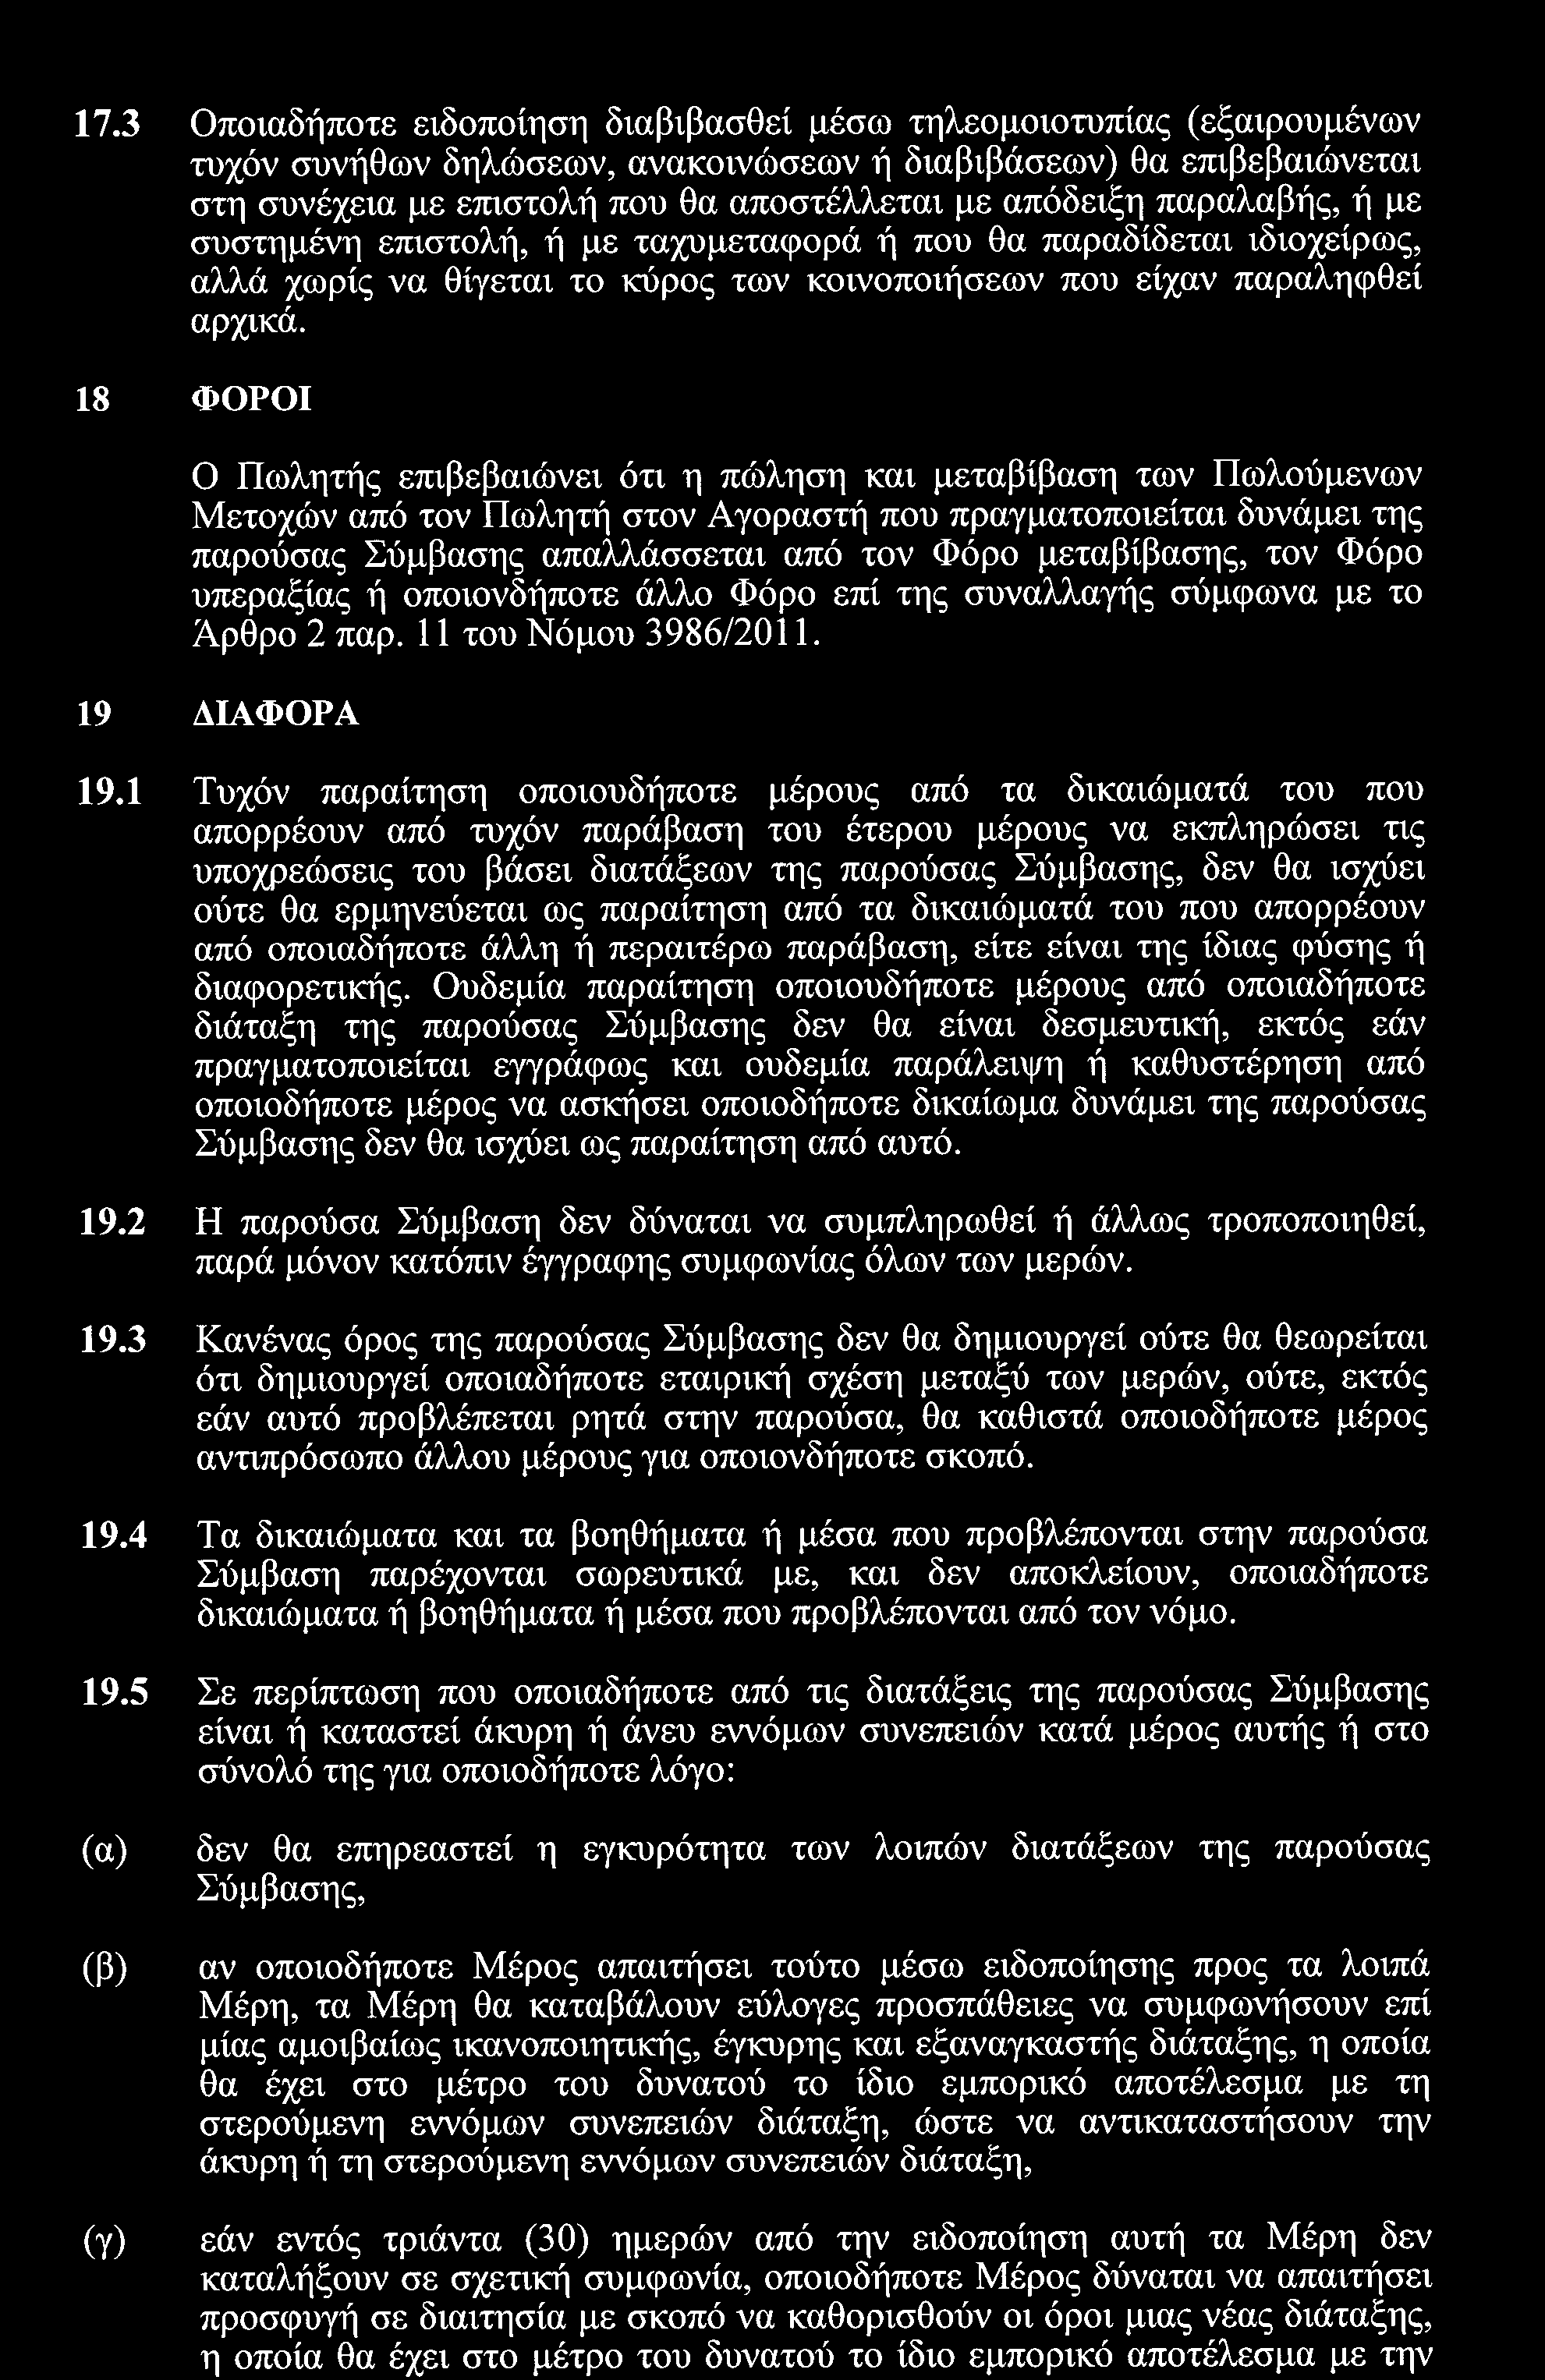 17.3 Οποιαδήποτε ειδοποίηση διαβιβασθεί μέσω τηλεομοιοτυπίας (εξαιρουμένων
τυχόν συνήθων δηλώσεων, ανακοινώσεων ή διαβιβάσεων) θα επιβεβαιώνεται
στη συνέχεια με επιστολή που θα αποστέλλεται με απόδειξη παραλαβής, ή με
συστημένη επιστολή, ή με ταχυμεταφορά ή που θα παραδίδεται ιδιοχείρως,
αλλά χωρίς να θίγεται το κύρος των κοινοποιήσεων που είχαν παραληφθεί
αρχικά.
18 ΦΟΡΟΙ
Ο Πωλητής επιβεβαιώνει ότι η πώληση και μεταβίβαση των Πωλούμενων
Μετοχών από τον Πωλητή στον Αγοραστή που πραγματοποιείται δυνάμει της
παρούσας Σύμβασης απαλλάσσεται από τον Φόρο μεταβίβασης, τον Φόρο
υπεραξίας ή οποιονδήποτε άλλο Φόρο επί της συναλλαγής σύμφωνα με το
Άρθρο 2 παρ. 11 του Νόμου 3986/2011.
19 ΔΙΑΦΟΡΑ
19.1 Τυχόν παραίτηση οποιουδήποτε μέρους από τα δικαιώματά του που
απορρέουν από τυχόν παράβαση του έτερου μέρους να εκπληρώσει τις
υποχρεώσεις του βάσει διατάξεων της παρούσας Σύμβασης, δεν θα ισχύει
ούτε θα ερμηνεύεται ως παραίτηση από τα δικαιώματά του που απορρέουν
από οποιαδήποτε άλλη ή περαιτέρω παράβαση, είτε είναι της ίδιας φύσης ή
διαφορετικής. Ουδεμία παραίτηση οποιουδήποτε μέρους από οποιαδήποτε
διάταξη της παρούσας Σύμβασης δεν θα είναι δεσμευτική, εκτός εάν
πραγματοποιείται εγγράφως και ουδεμία παράλειψη ή καθυστέρηση από
οποιοδήποτε μέρος να ασκήσει οποιοδήποτε δικαίωμα δυνάμει της παρούσας
Σύμβασης δεν θα ισχύει ως παραίτηση από αυτό.
19.2 Η παρούσα Σύμβαση δεν δύναται να συμπληρωθεί ή άλλως τροποποιηθεί,
παρά μόνον κατόπιν έγγραφης συμφωνίας όλων των μερών.
19.3 Κανένας όρος της παρούσας Σύμβασης δεν θα δημιουργεί ούτε θα θεωρείται
ότι δημιουργεί οποιαδήποτε εταιρική σχέση μεταξύ των μερών, ούτε, εκτός
εάν αυτό προβλέπεται ρητά στην παρούσα, θα καθιστά οποιοδήποτε μέρος
αντιπρόσωπο άλλου μέρους για οποιονδήποτε σκοπό.
19.4 Τα δικαιώματα και τα βοηθήματα ή μέσα που προβλέπονται στην παρούσα
Σύμβαση παρέχονται σωρευτικά με, και δεν αποκλείουν, οποιαδήποτε
δικαιώματα ή βοηθήματα ή μέσα που προβλέπονται από τον νόμο.
19.5 Σε περίπτωση που οποιαδήποτε από τις διατάξεις της παρούσας Σύμβασης
είναι ή καταστεί άκυρη ή άνευ εννόμων συνεπειών κατά μέρος αυτής ή στο
σύνολό της για οποιοδήποτε λόγο:
(α) δεν θα επηρεαστεί η εγκυρότητα των λοιπών διατάξεων της παρούσας
Σύμβασης,
(β) αν οποιοδήποτε Μέρος απαιτήσει τούτο μέσω ειδοποίησης προς τα λοιπά
Μέρη, τα Μέρη θα καταβάλουν εύλογες προσπάθειες να συμφωνήσουν επί
μίας αμοιβαίως ικανοποιητικής, έγκυρης και εξαναγκαστής διάταξης, η οποία
θα έχει στο μέτρο του δυνατού το ίδιο εμπορικό αποτέλεσμα με τη
στερούμενη εννόμων συνεπειών διάταξη, ώστε να αντικαταστήσουν την
άκυρη ή τη στερούμενη εννόμων συνεπειών διάταξη,
(γ) εάν εντός τριάντα (30) ημερών από την ειδοποίηση αυτή τα Μέρη δεν
καταλήξουν σε σχετική συμφωνία, οποιοδήποτε Μέρος δύναται να απαιτήσει
προσφυγή σε διαιτησία με σκοπό να καθορισθούν οι όροι μιας νέας διάταξης,
η οποία θα έχει στο μέτρο του δυνατού το ίδιο εμπορικό αποτέλεσμα με την